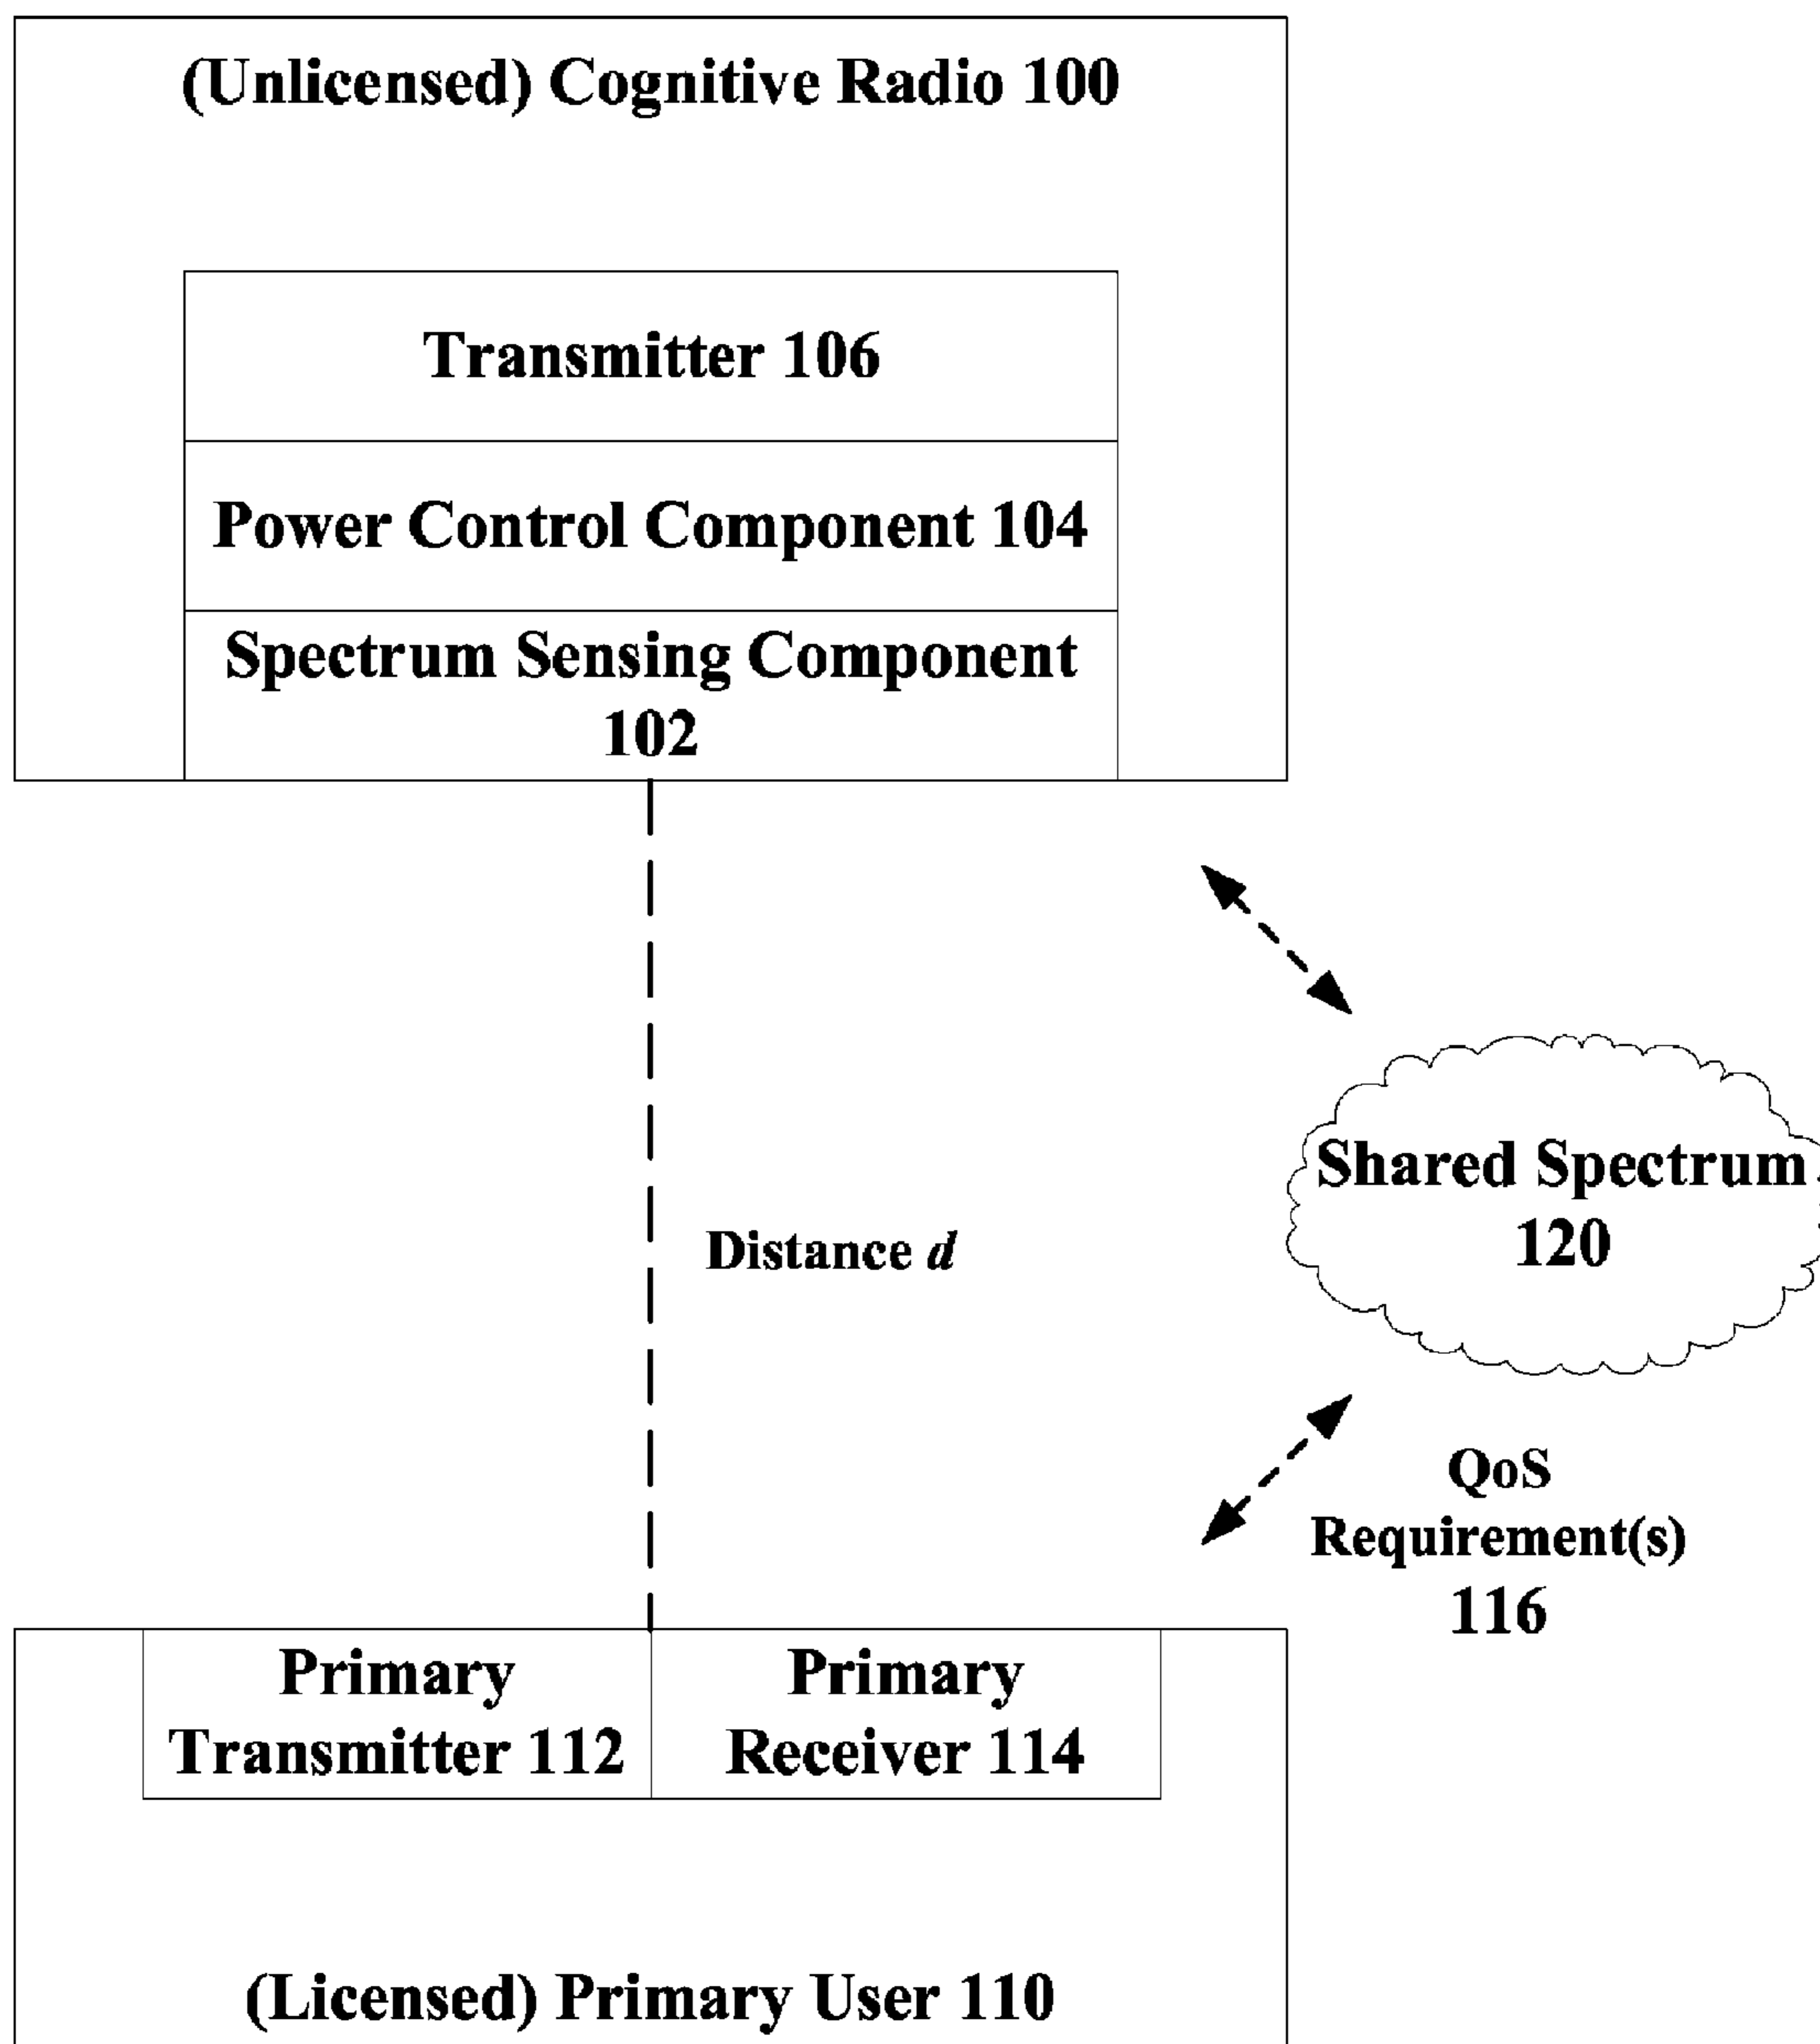 (Unlicensed) Cognitive Radio 100
Transmitter 106
Power Control Component 104
Spectrum Sensing Component
102
Distance d
Shared Spectrum
120
QoS
Requirement(s)
116
Primary
Transmitter 112
Primary
Receiver 114
(Licensed) Primary User 110